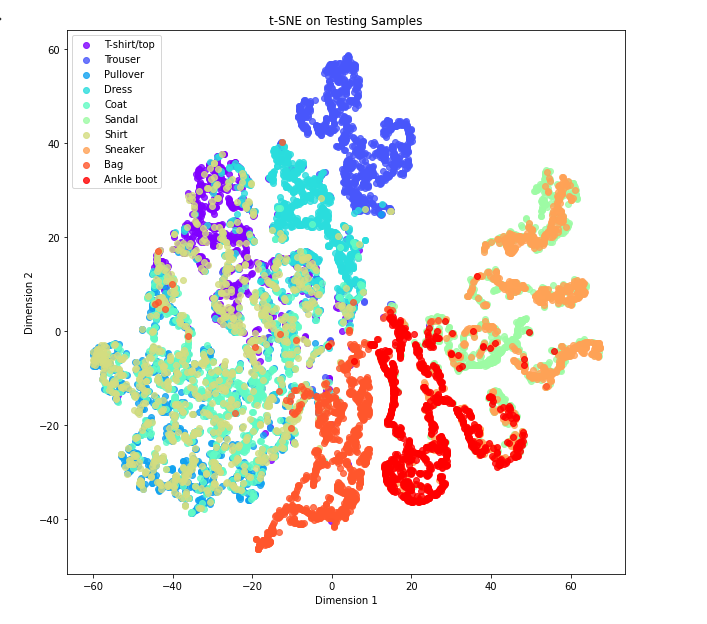 t-SNE on Testing Samples
T-shirt/top
Trouser
Pullover
Dress
Coat
Sandal
Shirt
Sneaker
Bag
Ankle boot
60
40
20
0
−20
−40
Dimension 2
−60
−40
−20
0
20
40
60
Dimension 1